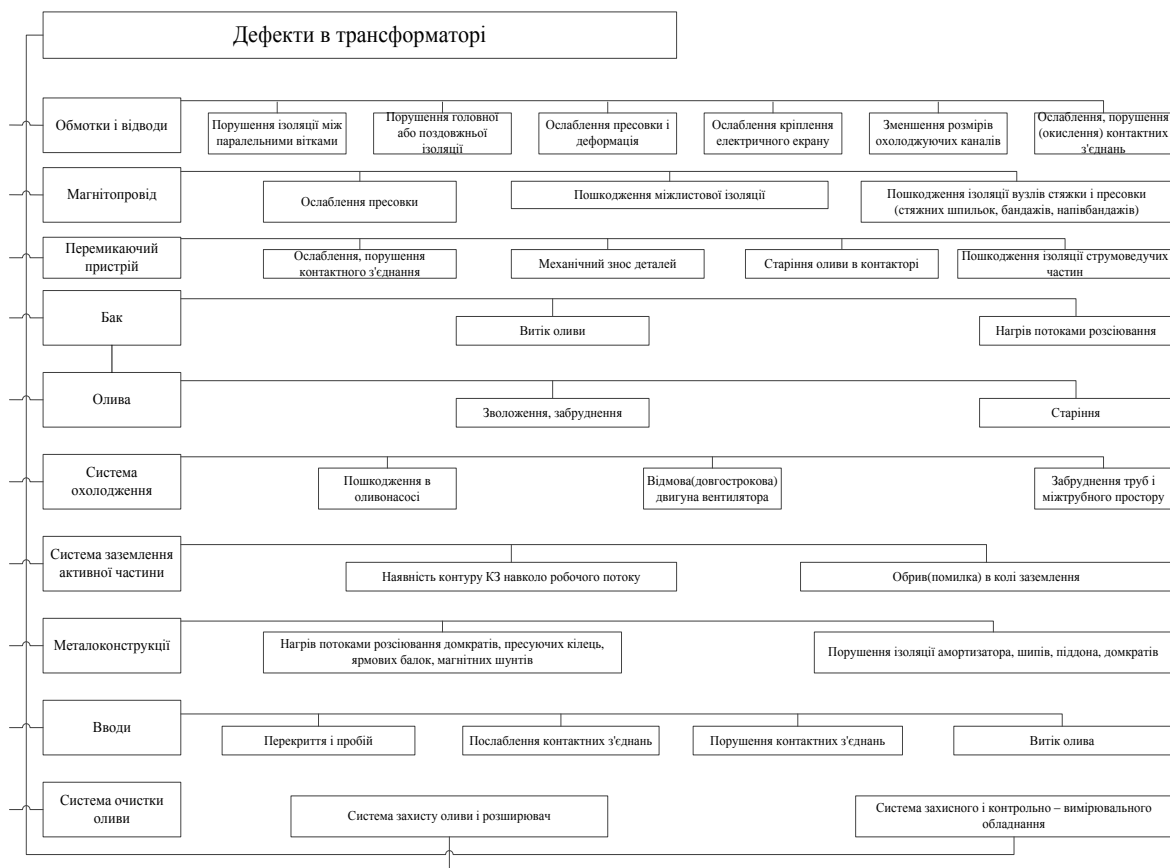 Дефекти в трансформаторі
Обмотки і відводи
Порушення ізоляції між
паралельними вітками
Порушення головної
або поздовжньої
ізоляції
Ослаблення пресовки і
деформація
Ослаблення кріплення
електричного екрану
Зменшення розмірів
охолоджуючих каналів
Ослаблення, порушення
(окислення) контактних
з'єднань
Магнітопровід
Ослаблення пресовки
Пошкодження міжлистової ізоляції
Пошкодження ізоляції вузлів стяжки і пресовки
(стяжних шпильок, бандажів, напівбандажів)
Перемикаючий
пристрій
Ослаблення, порушення
контактного з'єднання
Механічний знос деталей
Старіння оливи в контакторі
Пошкодження ізоляції струмоведучих
частин
Бак
Витік оливи
Нагрів потоками розсіювання
Олива
Зволоження, забруднення
Старіння
Система
охолодження
Пошкодження в
оливонасосі
Відмова(довгострокова)
двигуна вентилятора
Забруднення труб і
міжтрубного простору
Система заземлення
активної частини
Наявність контуру КЗ навколо робочого потоку
Обрив(помилка) в колі заземлення
Металоконструкції
Нагрів потоками розсіювання домкратів, пресуючих кілець,
ярмових балок, магнітних шунтів
Порушення ізоляції амортизатора, шипів, піддона, домкратів
Вводи
Перекриття і пробій
Послаблення контактних з'єднань
Порушення контактних з'єднань
Витік олива
Система очистки
оливи
Система захисту оливи і розширювач
Система захисного і контрольно – вимірювального
обладнання